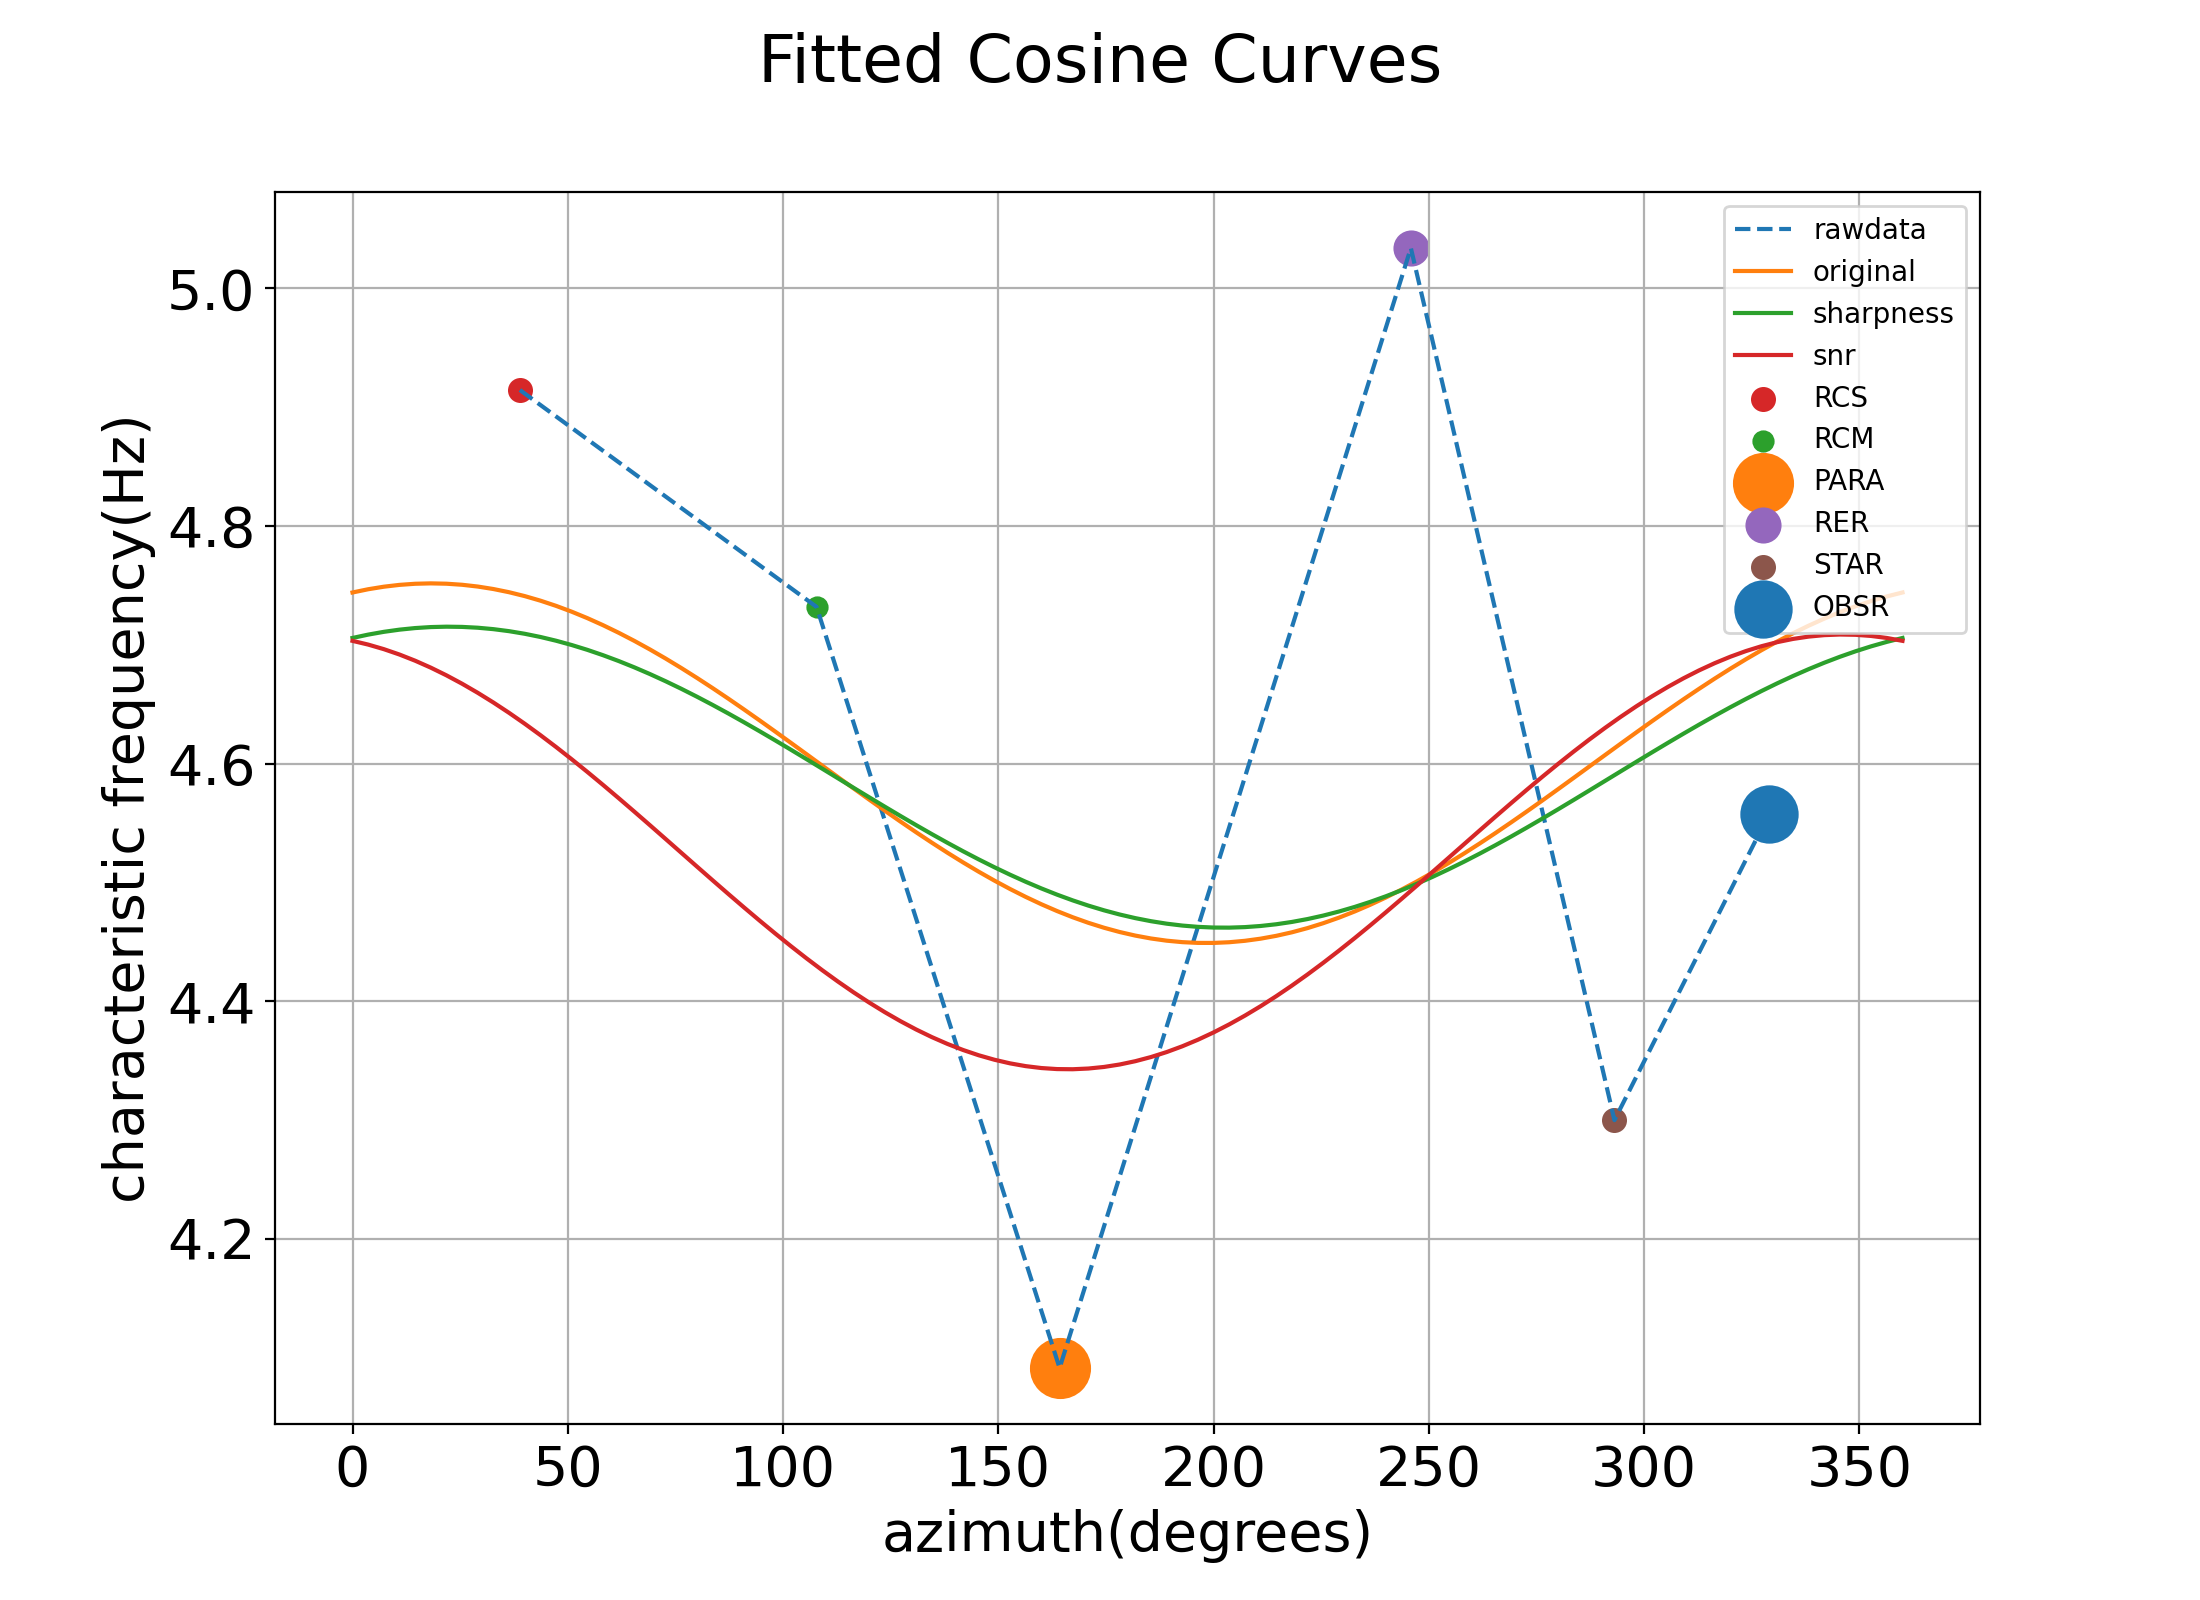 Fitted Cosine Curves
rawdata
original
sharpness
snr
RCS
RCM
PARA
RER
STAR
OBSR
5.0
4.8
4.6
4.4
4.2
characteristic frequency(Hz)
0 50 100 150 200 250 300 350
azimuth(degrees)